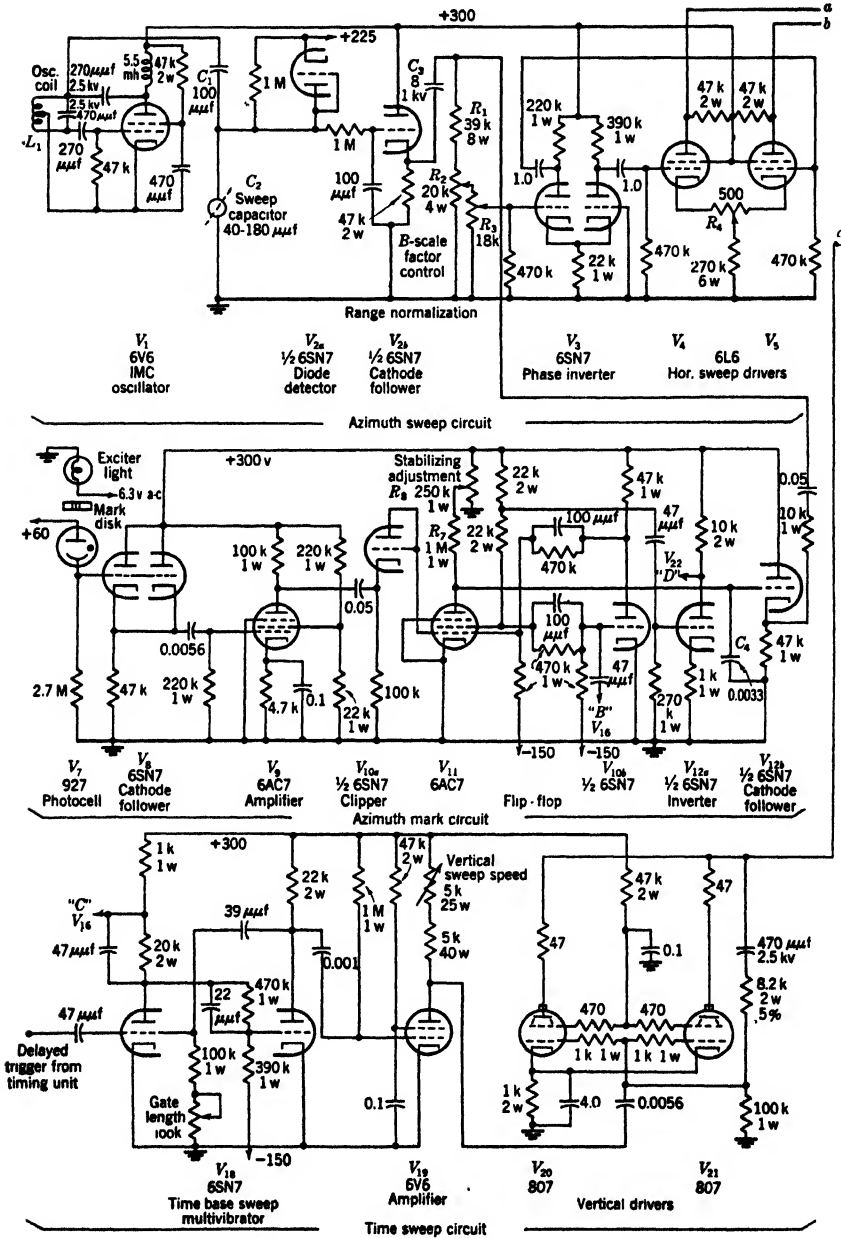 +300
a
b
+225
Osc.
coil
L₁
270μμf
2.5 kv
5.5
mh
47 k
2 w
C₁
100
μμf
2.5 kv
470μμf
270
μμf
47 k
470
μμf
1 M
1 M
C₂
Sweep
capacitor
40-180 μμf
100
μμf
47 k
2 w
C₃
8
1 kv
R₁
39 k
8 w
R₂
20 k
4 w
R₃
18k
B-scale
factor
control
220 k
1 w
390 k
1 w
1.0
1.0
470 k
22 k
1 w
470 k
47 k
2 w
47 k
2 w
500
R₄
270 k
6 w
470 k
c
Range normalization
V₁
6V6
IMC
oscillator
V₂ₐ
½ 6SN7
Diode
detector
V₂b
½ 6SN7
Cathode
follower
V₃
6SN7
Phase inverter
V₄
V₅
6L6
Hor. sweep drivers
Azimuth sweep circuit
Exciter
light
6.3 v a-c
Mark
disk
+60
+300 v
2.7 M
47 k
0.0056
220 k
1 w
100 k
1 w
220 k
1 w
4.7 k
0.1
22 k
1 w
0.05
100 k
Stabilizing
adjustment
R₈
250 k
1 w
R₇
1 M
1 w
22 k
2 w
22 k
2 w
100 μμf
470 k
100
μμf
470 k
1 w
47 k
1 w
47
μμf
47
μμf
"B"
V₁₆
-150
-150
10 k
2 w
V₂₂
"D"
270
k
1 w
1 k
1 w
C₄
0.0033
47 k
1 w
0.05
10 k
1 w
V₇
927
Photocell
V₈
6SN7
Cathode
follower
V₉
6AC7
Amplifier
V₁₀ₐ
½ 6SN7
Clipper
V₁₁
6AC7
Flip-flop
V₁₀b
½ 6SN7
V₁₂ₐ
½ 6SN7
Inverter
V₁₂b
½ 6SN7
Cathode
follower
Azimuth mark circuit
+300
1 k
1 w
"C"
V₁₆
47 μμf
20 k
2 w
47 μμf
Delayed
trigger from
timing unit
39 μμf
22
μμf
470 k
1 w
100 k
1 w
390 k
1 w
Gate
length
100k
-150
22 k
2 w
0.001
1 M
1 w
47 k
2 w
0.1
Vertical
sweep speed
5 k
25 w
5 k
40 w
47
47 k
2 w
0.1
47
470 μμf
2.5 kv
8.2 k
2 w
5%
470
470
1 k 1 w
1 k 1 w
1 k
2 w
4.0
0.0056
100 k
1 w
V₁₈
6SN7
Time base sweep
multivibrator
V₁₉
6V6
Amplifier
V₂₀
807
V₂₁
807
Vertical drivers
Time sweep circuit